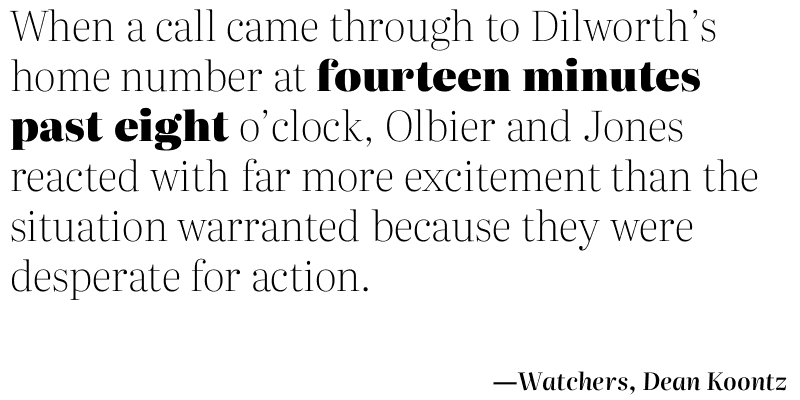 When a call came through to Dilworth’s
home number at fourteen minutes
past eight o’clock, Olbier and Jones
reacted with far more excitement than the
situation warranted because they were
desperate for action.
—Watchers, Dean Koontz